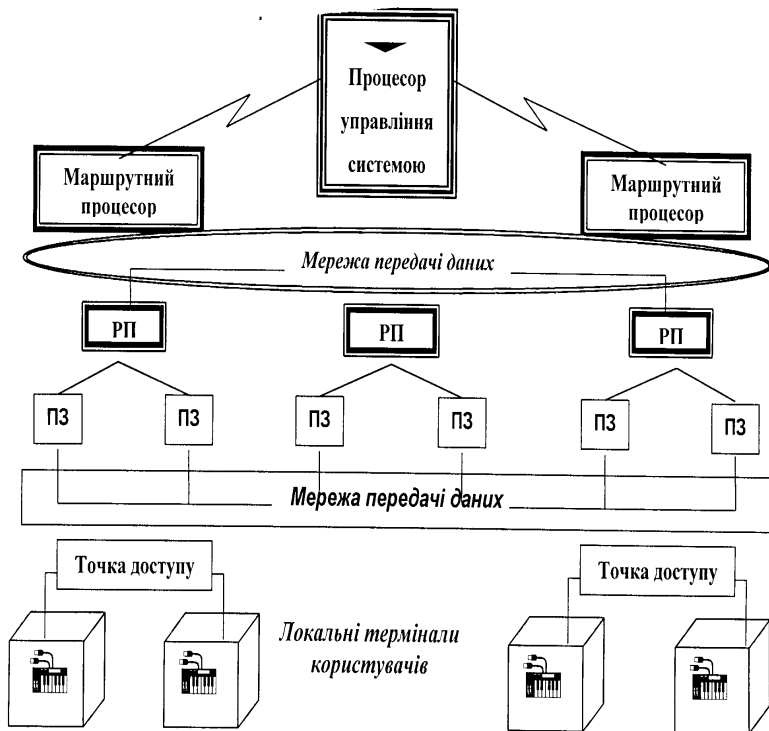 Процесор
управління
системою
Маршрутний
процесор
Маршрутний
процесор
Мережа передачі даних
РП
РП
РП
ПЗ
ПЗ
ПЗ
ПЗ
ПЗ
ПЗ
Мережа передачі даних
Точка доступу
Точка доступу
Локальні термінали
користувачів